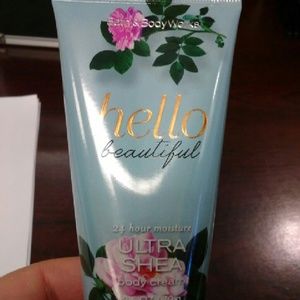 Bath & Body Works
hello
beautiful
24 hour moisture
ULTRA
SHEA
body cream